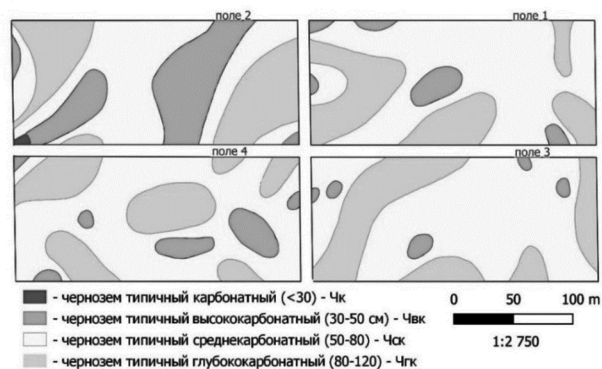 поле 2
поле 1
поле 4
поле 3
- чернозем типичный карбонатный (<30) - Чк
- чернозем типичный высококарбонатный (30-50 см) - Чвк
- чернозем типичный среднекарбонатный (50-80) - Чск
- чернозем типичный глубококарбонатный (80-120) - Чгк
0 50 100 m
1:2 750